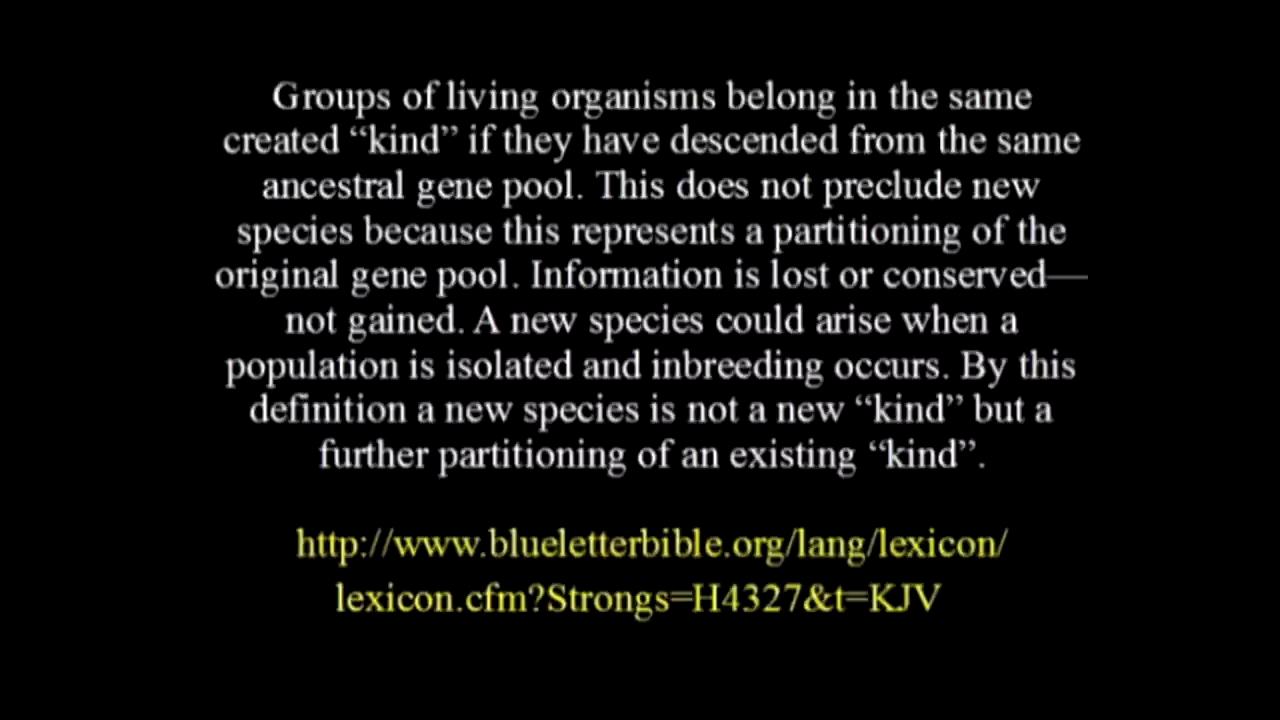 Groups of living organisms belong in the same
created “kind” if they have descended from the same
ancestral gene pool. This does not preclude new
species because this represents a partitioning of the
original gene pool. Information is lost or conserved—
not gained. A new species could arise when a
population is isolated and inbreeding occurs. By this
definition a new species is not a new “kind” but a
further partitioning of an existing “kind”.
http://www.blueletterbible.org/lang/lexicon/
lexicon.cfm?Strongs=H4327&t=KJV